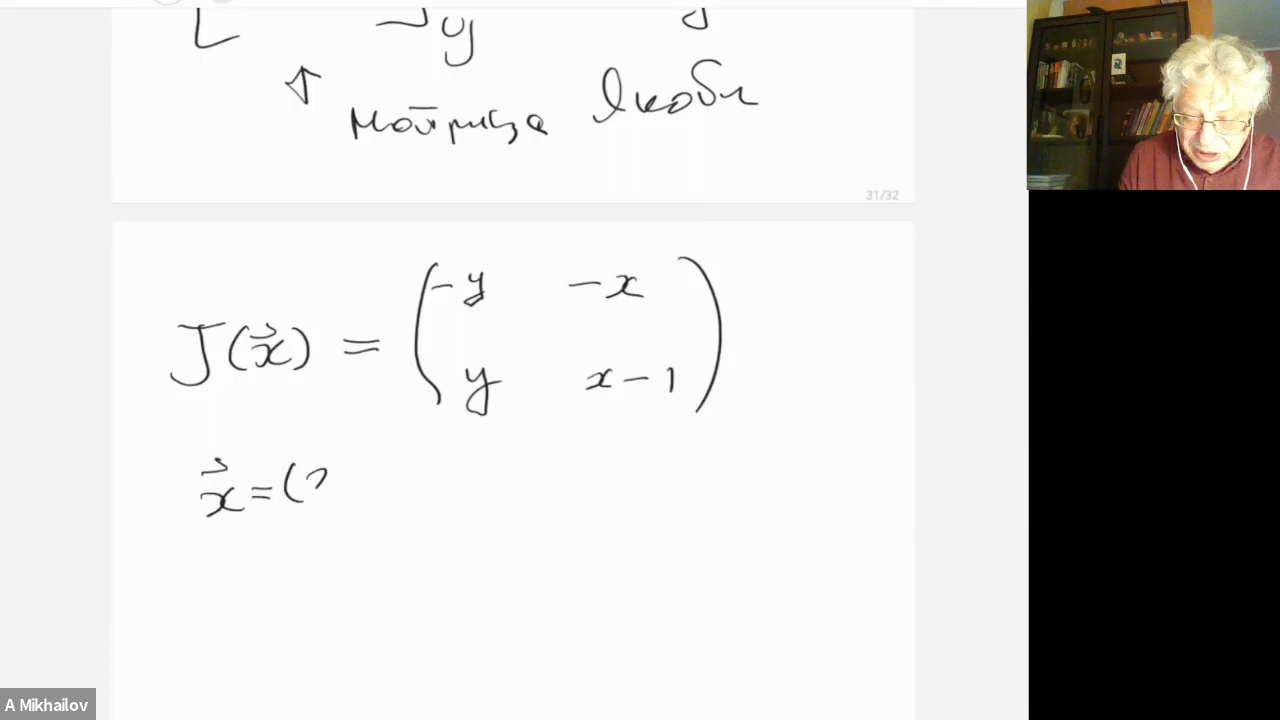 y
↑ матрица Якоби
31/32
J(x⃗) = ( -y -x
y x-1 )
x⃗ = (
A Mikhailov